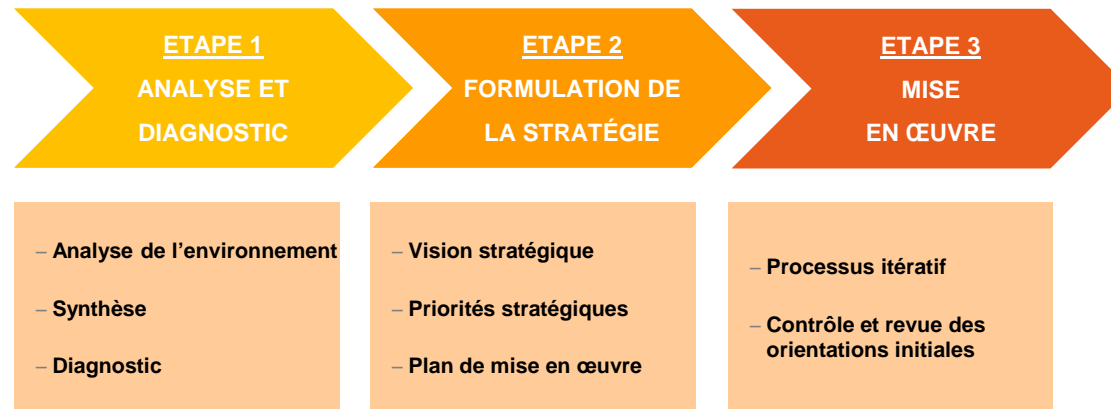 ETAPE 1
ANALYSE ET
DIAGNOSTIC
ETAPE 2
FORMULATION DE
LA STRATÉGIE
ETAPE 3
MISE
EN ŒUVRE
– Analyse de l’environnement
– Synthèse
– Diagnostic
– Vision stratégique
– Priorités stratégiques
– Plan de mise en œuvre
– Processus itératif
– Contrôle et revue des
orientations initiales